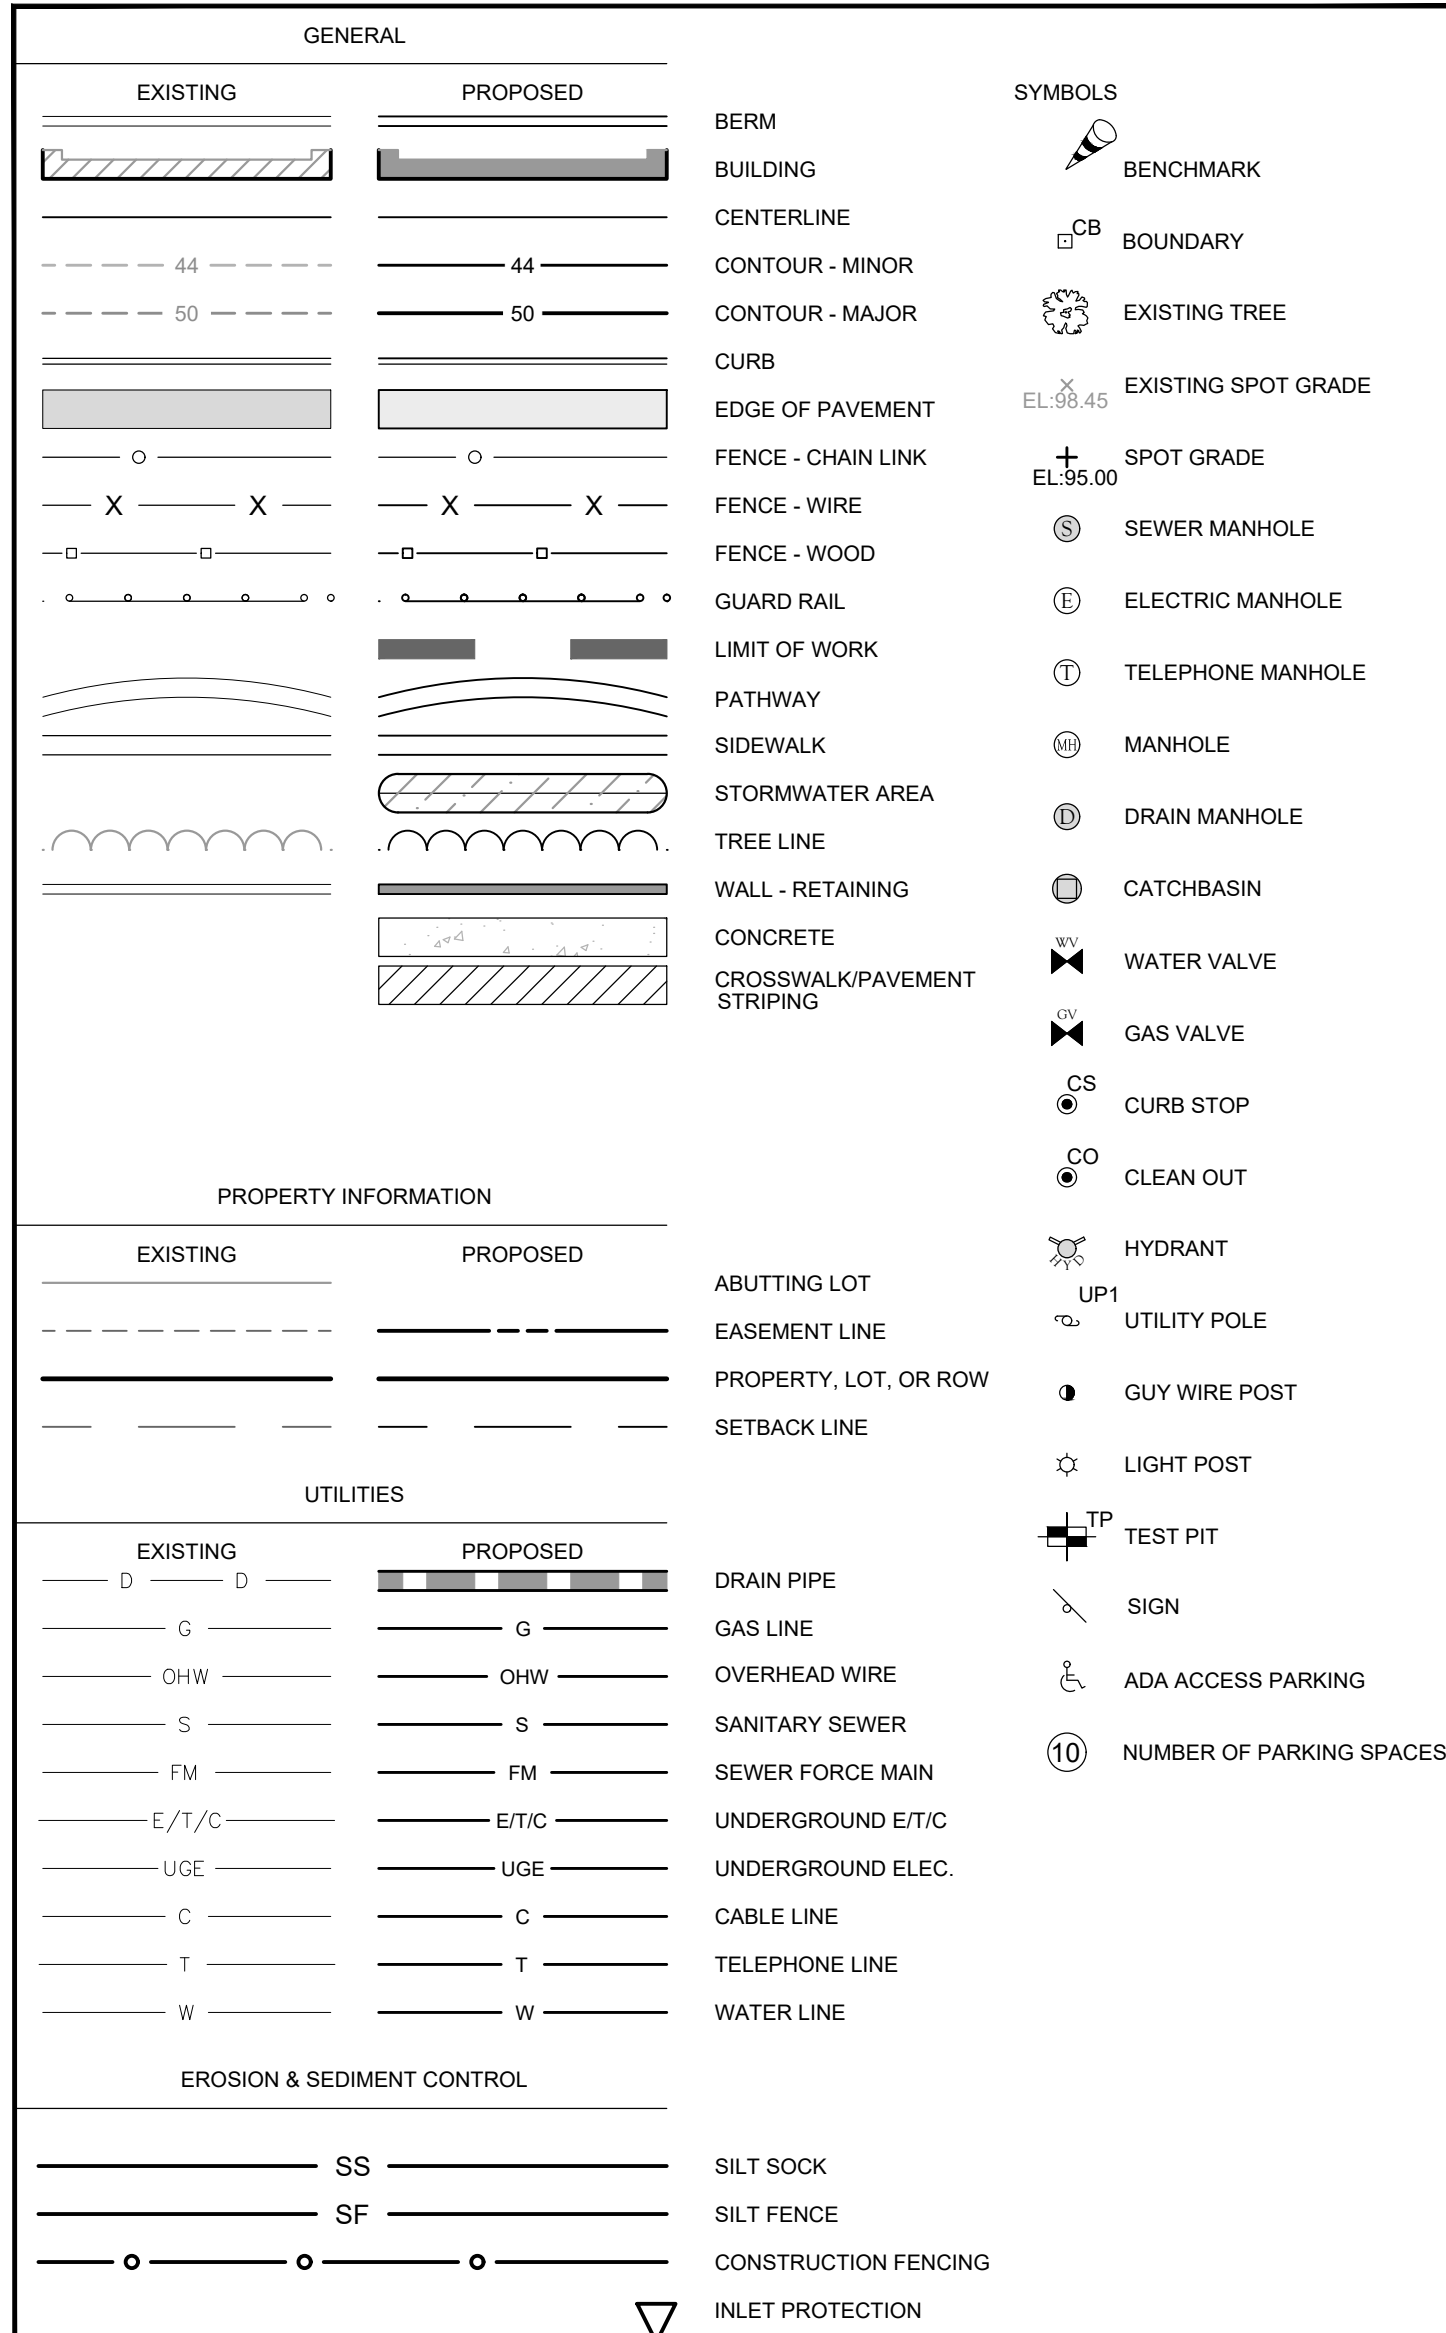 GENERAL
EXISTING PROPOSED
BERM
BUILDING
CENTERLINE
44 44 CONTOUR - MINOR
50 50 CONTOUR - MAJOR
CURB
EDGE OF PAVEMENT
FENCE - CHAIN LINK
X X X X FENCE - WIRE
FENCE - WOOD
GUARD RAIL
LIMIT OF WORK
PATHWAY
SIDEWALK
STORMWATER AREA
TREE LINE
WALL - RETAINING
CONCRETE
CROSSWALK/PAVEMENT
STRIPING
PROPERTY INFORMATION
EXISTING PROPOSED
ABUTTING LOT
EASEMENT LINE
PROPERTY, LOT, OR ROW
SETBACK LINE
UTILITIES
EXISTING PROPOSED
D D DRAIN PIPE
G G GAS LINE
OHW OHW OVERHEAD WIRE
S S SANITARY SEWER
FM FM SEWER FORCE MAIN
E/T/C E/T/C UNDERGROUND E/T/C
UGE UGE UNDERGROUND ELEC.
C C CABLE LINE
T T TELEPHONE LINE
W W WATER LINE
EROSION & SEDIMENT CONTROL
SS SILT SOCK
SF SILT FENCE
CONSTRUCTION FENCING
INLET PROTECTION
SYMBOLS
BENCHMARK
CB BOUNDARY
EXISTING TREE
EXISTING SPOT GRADE
EL:98.45
SPOT GRADE
EL:95.00
S SEWER MANHOLE
E ELECTRIC MANHOLE
T TELEPHONE MANHOLE
MH MANHOLE
D DRAIN MANHOLE
CATCHBASIN
WV
WATER VALVE
GV
GAS VALVE
CS
CURB STOP
CO
CLEAN OUT
HYDRANT
HYD
UP1
UTILITY POLE
GUY WIRE POST
LIGHT POST
TP
TEST PIT
SIGN
ADA ACCESS PARKING
10 NUMBER OF PARKING SPACES